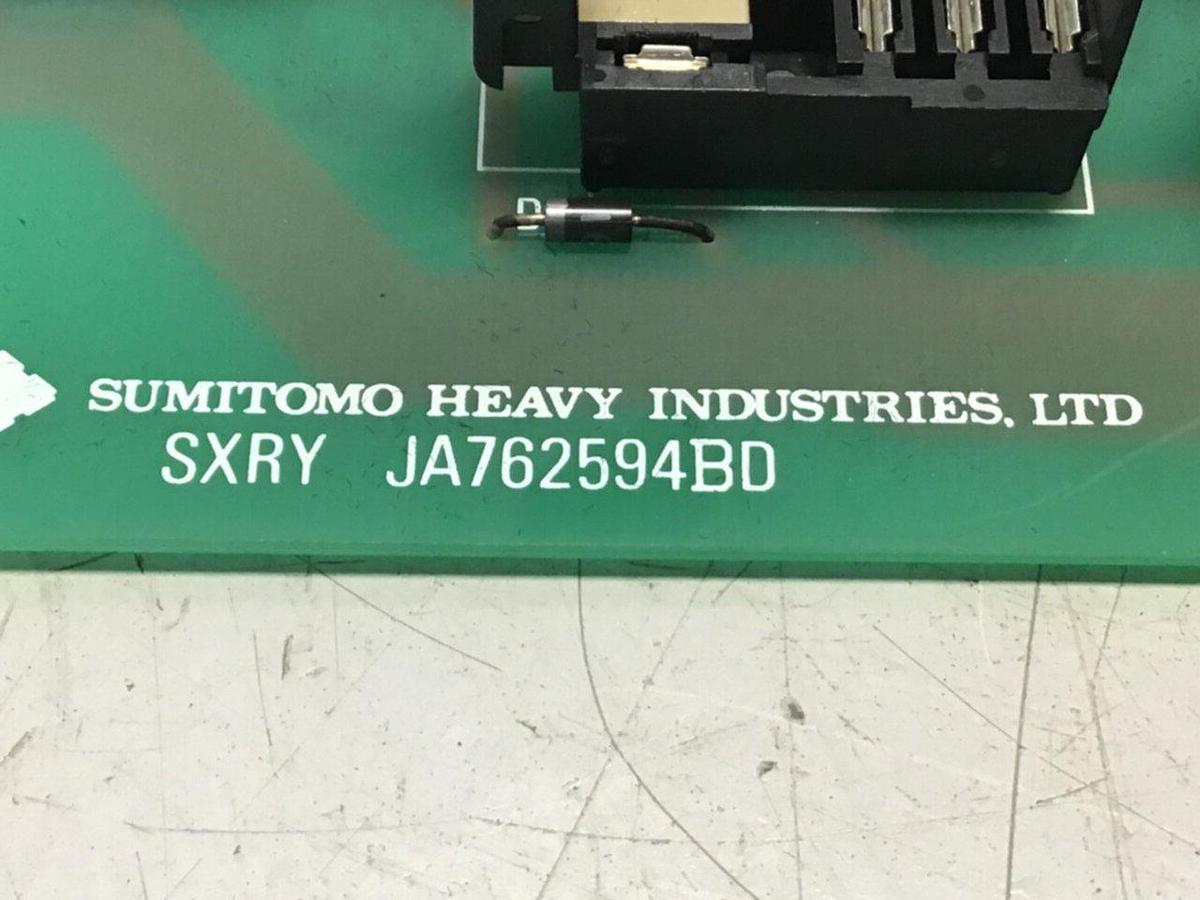 D
SUMITOMO HEAVY INDUSTRIES, LTD
SXRY JA762594BD